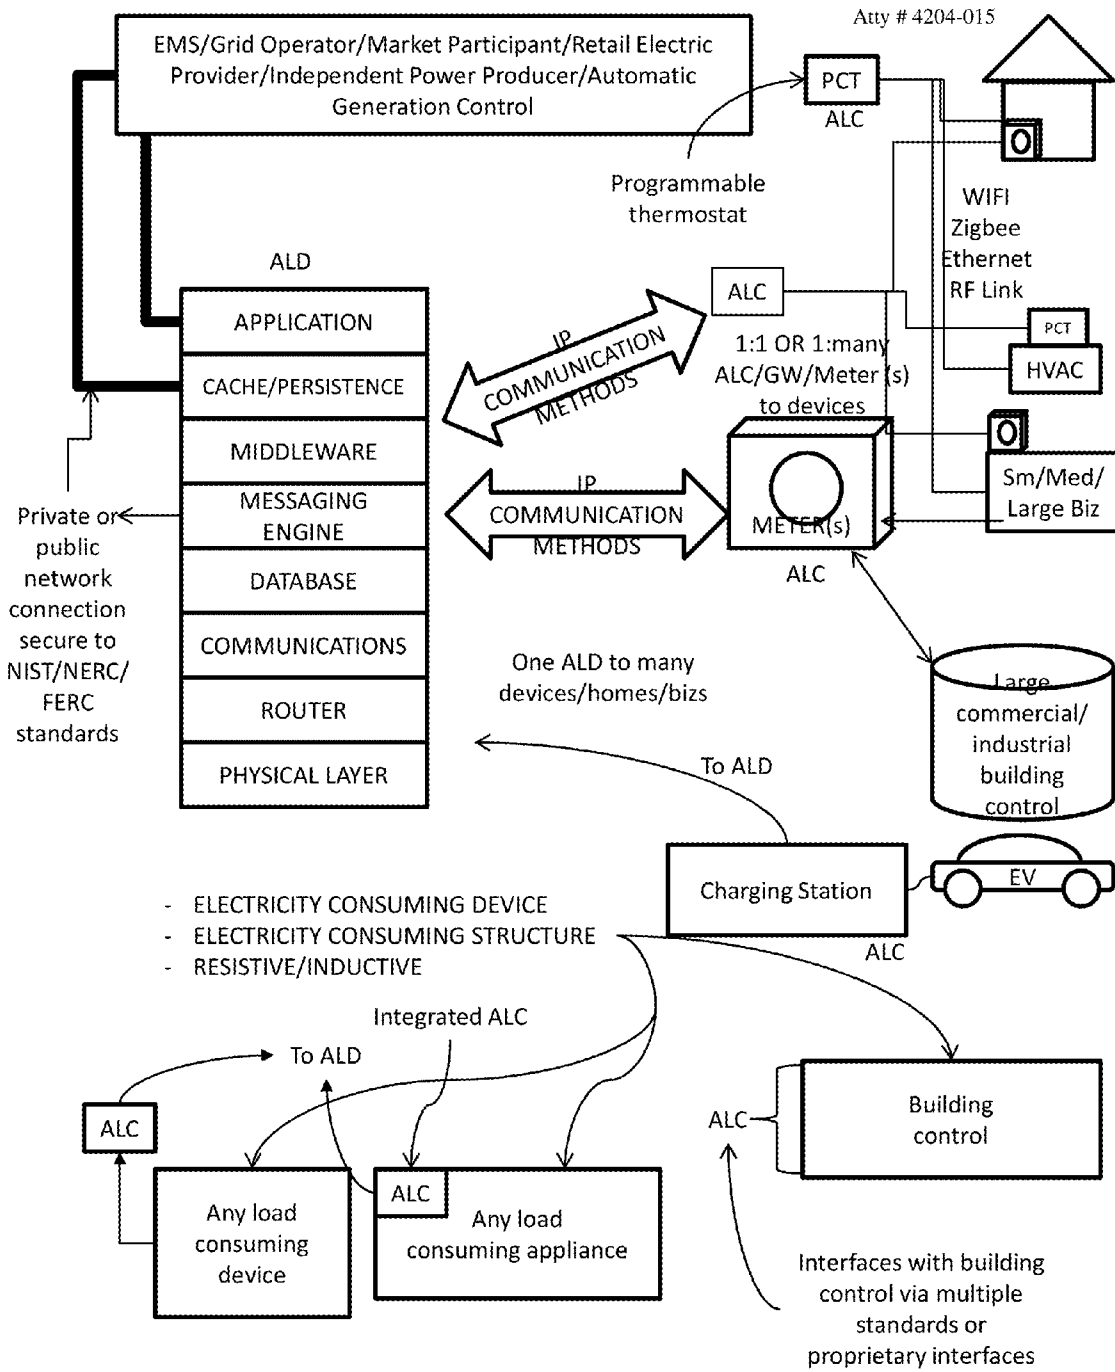 Atty # 4204-015
EMS/Grid Operator/Market Participant/Retail Electric
Provider/Independent Power Producer/Automatic
Generation Control
PCT
ALC
Programmable
thermostat
WIFI
Zigbee
Ethernet
RF Link
ALD
APPLICATION
CACHE/PERSISTENCE
MIDDLEWARE
MESSAGING
ENGINE
DATABASE
COMMUNICATIONS
ROUTER
PHYSICAL LAYER
IP
COMMUNICATION
METHODS
ALC
1:1 OR 1:many
ALC/GW/Meter (s)
to devices
PCT
HVAC
Sm/Med/
Large Biz
IP
COMMUNICATION
METHODS
METER(s)
ALC
Private or
public
network
connection
secure to
NIST/NERC/
FERC
standards
One ALD to many
devices/homes/bizs
Large
commercial/
industrial
building
control
To ALD
Charging Station
EV
ALC
- ELECTRICITY CONSUMING DEVICE
- ELECTRICITY CONSUMING STRUCTURE
- RESISTIVE/INDUCTIVE
Integrated ALC
To ALD
ALC
Any load
consuming
device
ALC
Any load
consuming appliance
ALC
Building
control
Interfaces with building
control via multiple
standards or
proprietary interfaces